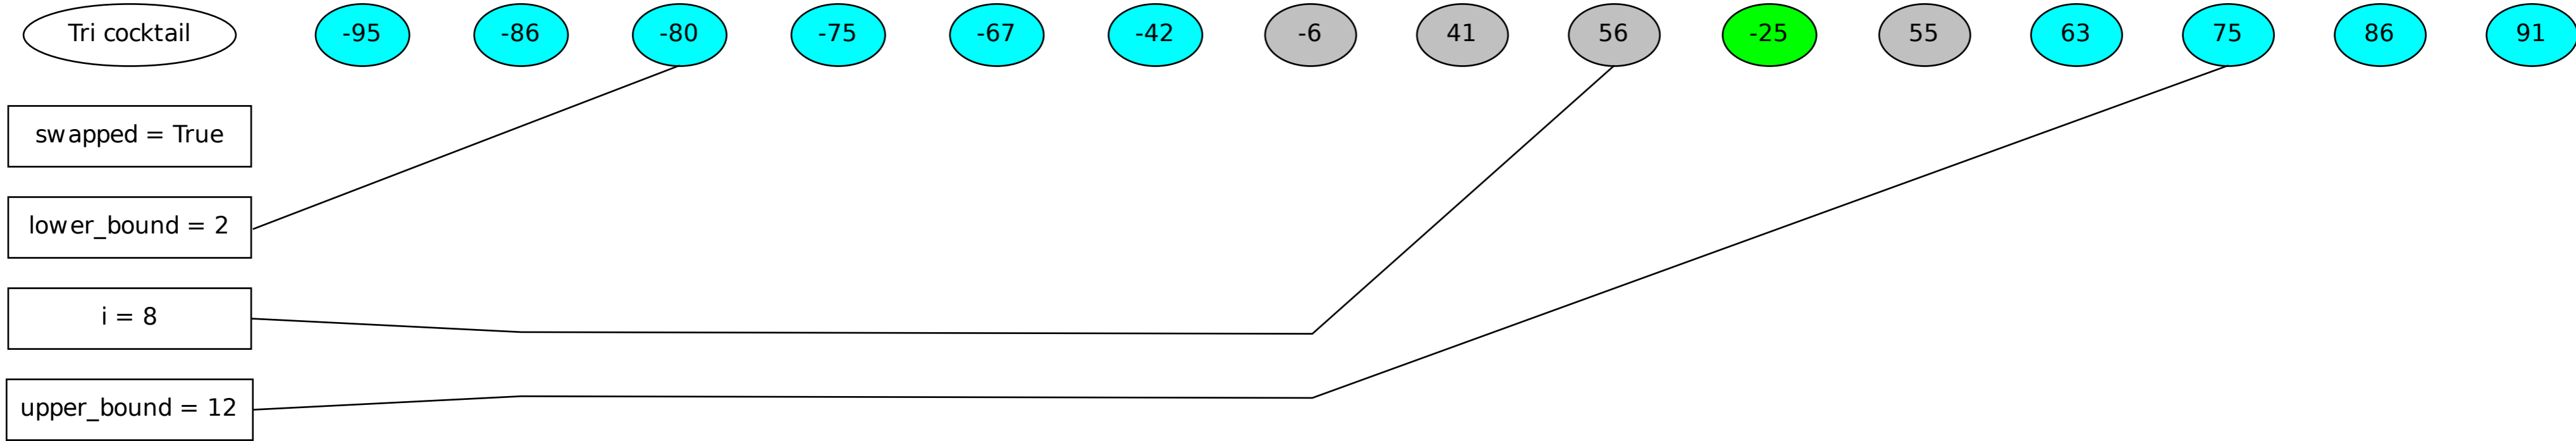 Tri cocktail -95 -86 -80 -75 -67 -42 -6 41 56 -25 55 63 75 86 91
swapped = True
lower_bound = 2
i = 8
upper_bound = 12